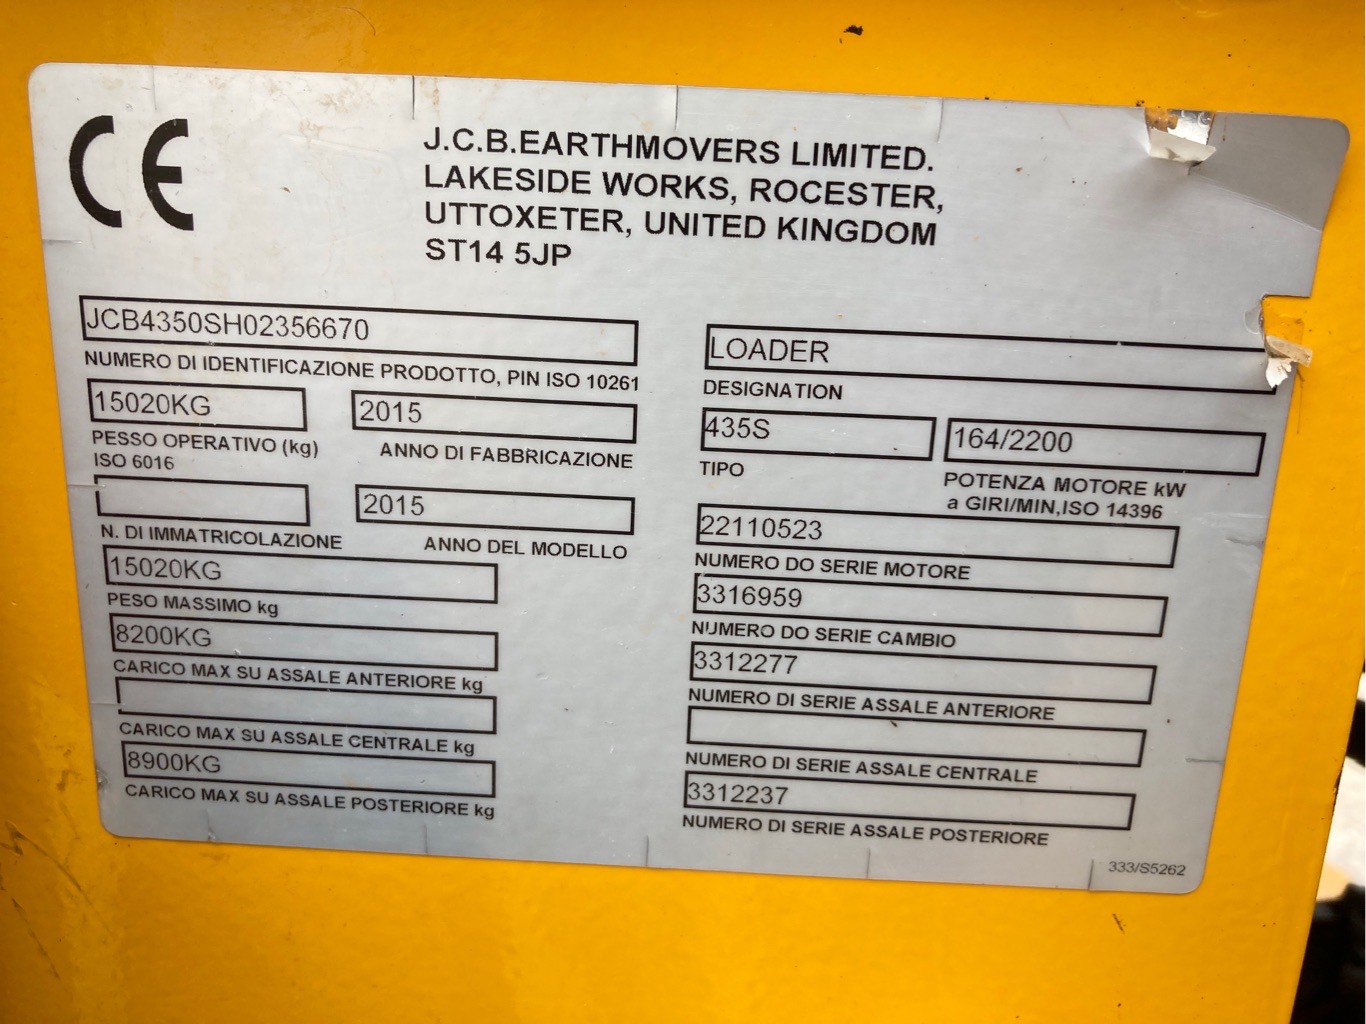 CE
J.C.B.EARTHMOVERS LIMITED.
LAKESIDE WORKS, ROCESTER,
UTTOXETER, UNITED KINGDOM
ST14 5JP
JCB4350SH02356670
NUMERO DI IDENTIFICAZIONE PRODOTTO, PIN ISO 10261
15020KG
PESSO OPERATIVO (kg)
ISO 6016
2015
ANNO DI FABBRICAZIONE
N. DI IMMATRICOLAZIONE
2015
ANNO DEL MODELLO
15020KG
PESO MASSIMO kg
8200KG
CARICO MAX SU ASSALE ANTERIORE kg
CARICO MAX SU ASSALE CENTRALE kg
8900KG
CARICO MAX SU ASSALE POSTERIORE kg
LOADER
DESIGNATION
435S
TIPO
164/2200
POTENZA MOTORE kW
a GIRI/MIN,ISO 14396
22110523
NUMERO DO SERIE MOTORE
3316959
NUMERO DO SERIE CAMBIO
3312277
NUMERO DI SERIE ASSALE ANTERIORE
NUMERO DI SERIE ASSALE CENTRALE
3312237
NUMERO DI SERIE ASSALE POSTERIORE
333/S5262